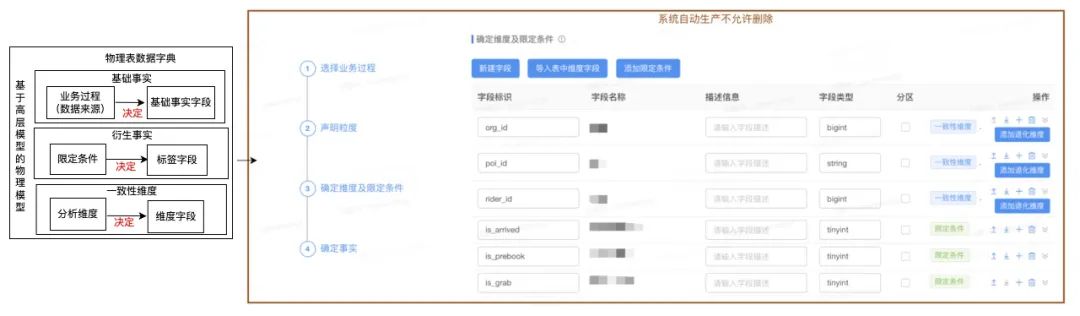 系统自动生产不允许删除
基于高层模型的物理模型
物理表数据字典
基础事实
业务过程
（数据来源）
决定
基础事实字段
衍生事实
限定条件
决定
标签字段
一致性维度
分析维度
决定
维度字段
1 选择业务过程
2 声明粒度
3 确定维度及限定条件
4 确定事实
确定维度及限定条件
新建字段 导入表中维度字段 添加限定条件
字段标识 字段名称 描述信息 字段类型 分区 操作
org_id 请输入字段描述 bigint 一致性维度
添加退化维度
poi_id 请输入字段描述 string 一致性维度
添加退化维度
rider_id 请输入字段描述 bigint 一致性维度
添加退化维度
is_arrived 请输入字段描述 tinyint 限定条件
is_prebook 请输入字段描述 tinyint 限定条件
is_grab 请输入字段描述 tinyint 限定条件